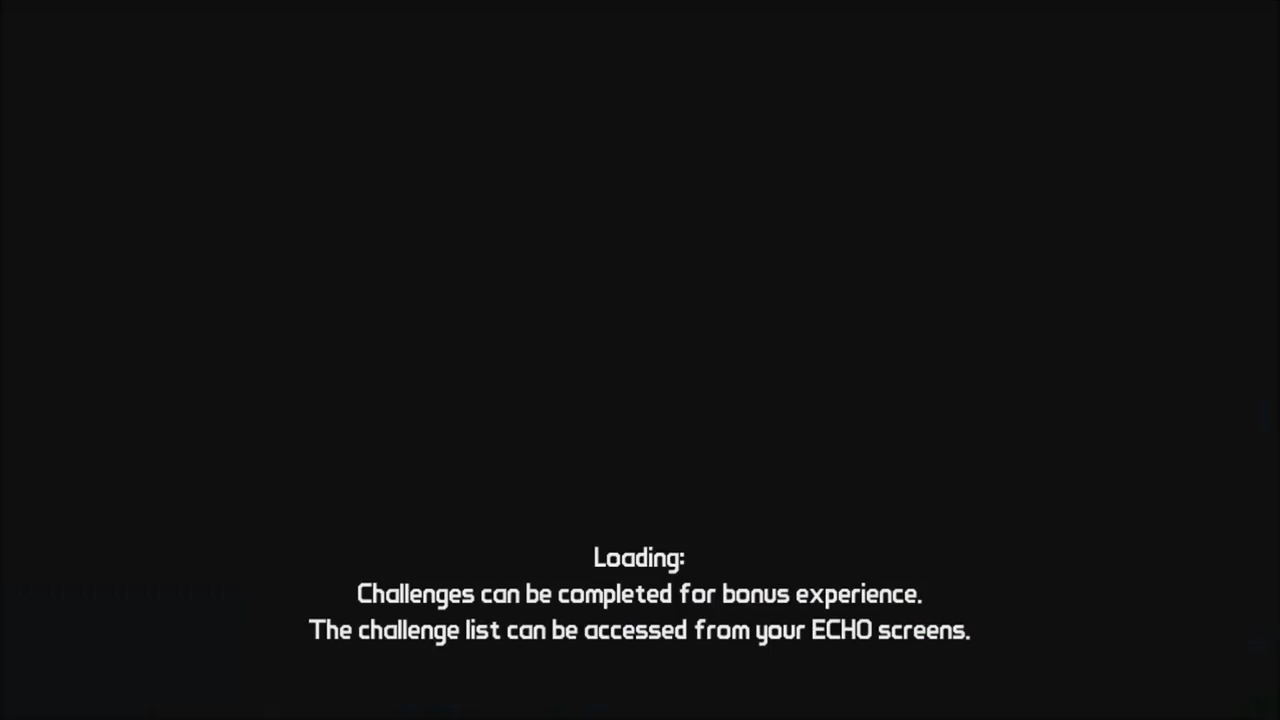 Loading:
Challenges can be completed for bonus experience.
The challenge list can be accessed from your ECHO screens.